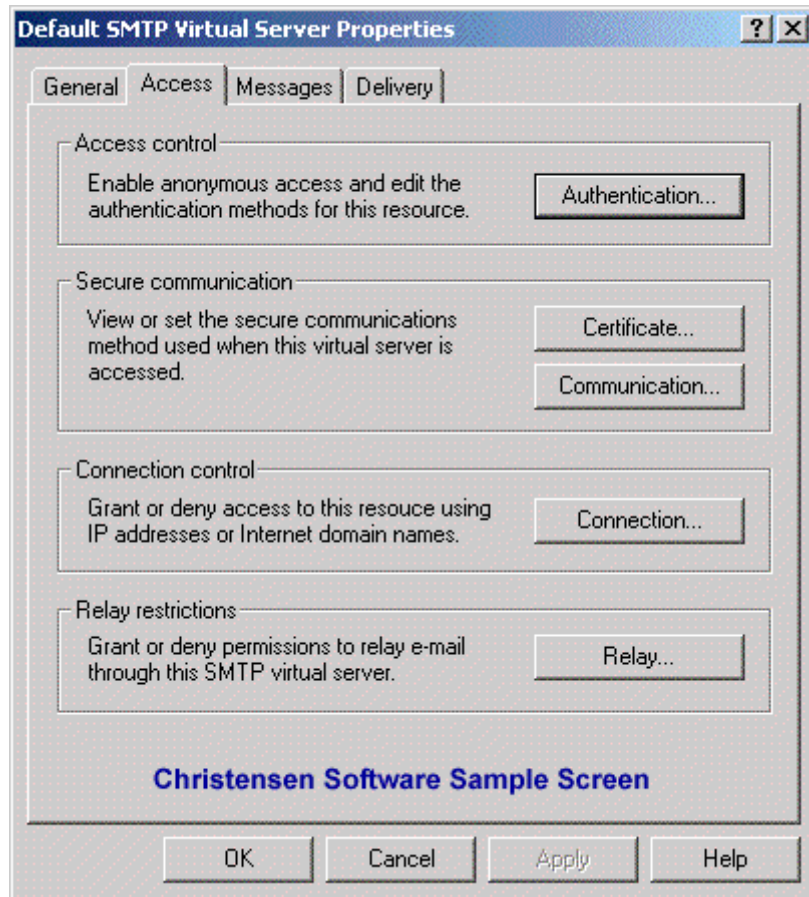 Default SMTP Virtual Server Properties
General Access Messages Delivery
Access control
Enable anonymous access and edit the
authentication methods for this resource.
Authentication...
Secure communication
View or set the secure communications
method used when this virtual server is
accessed.
Certificate...
Communication...
Connection control
Grant or deny access to this resouce using
IP addresses or Internet domain names.
Connection...
Relay restrictions
Grant or deny permissions to relay e-mail
through this SMTP virtual server.
Relay...
Christensen Software Sample Screen
OK Cancel Apply Help